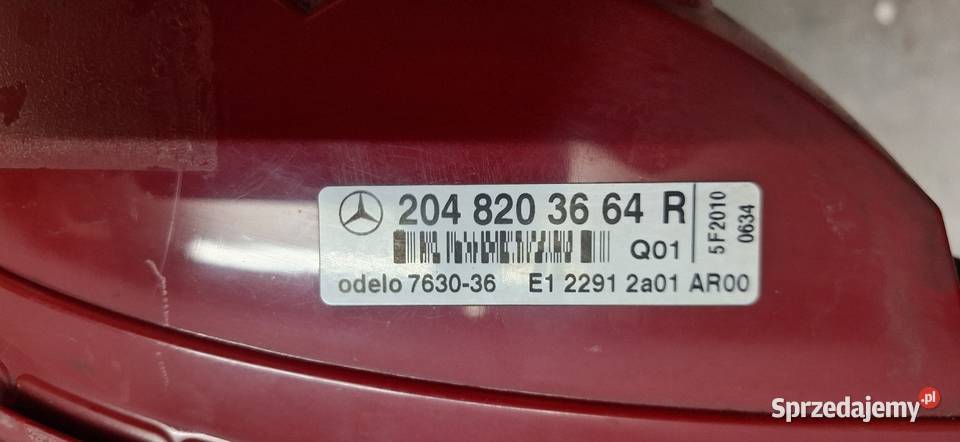 204 820 36 64 R
Q01
odelo 7630-36 E1 2291 2a01 AR00
5F2010
0634
Sprzedajemy.pl